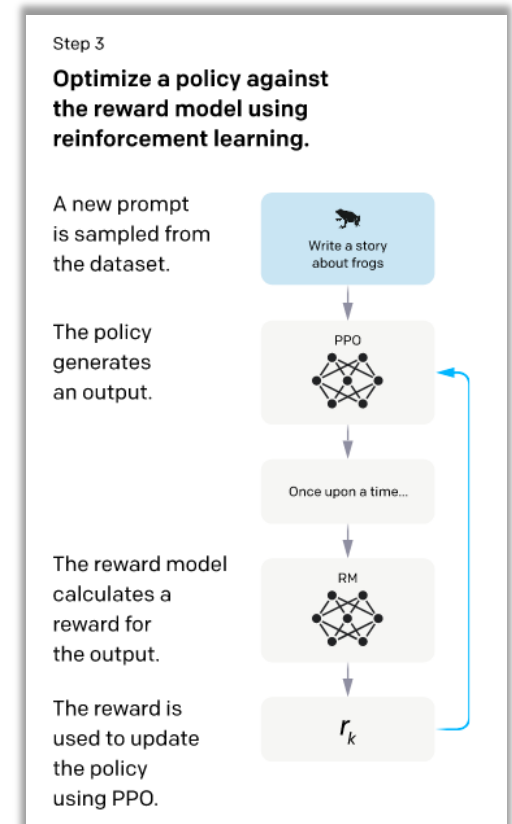 Step 3
Optimize a policy against
the reward model using
reinforcement learning.
A new prompt
is sampled from
the dataset.
Write a story
about frogs
The policy
generates
an output.
PPO
Once upon a time...
The reward model
calculates a
reward for
the output.
RM
The reward is
used to update
the policy
using PPO.
rk